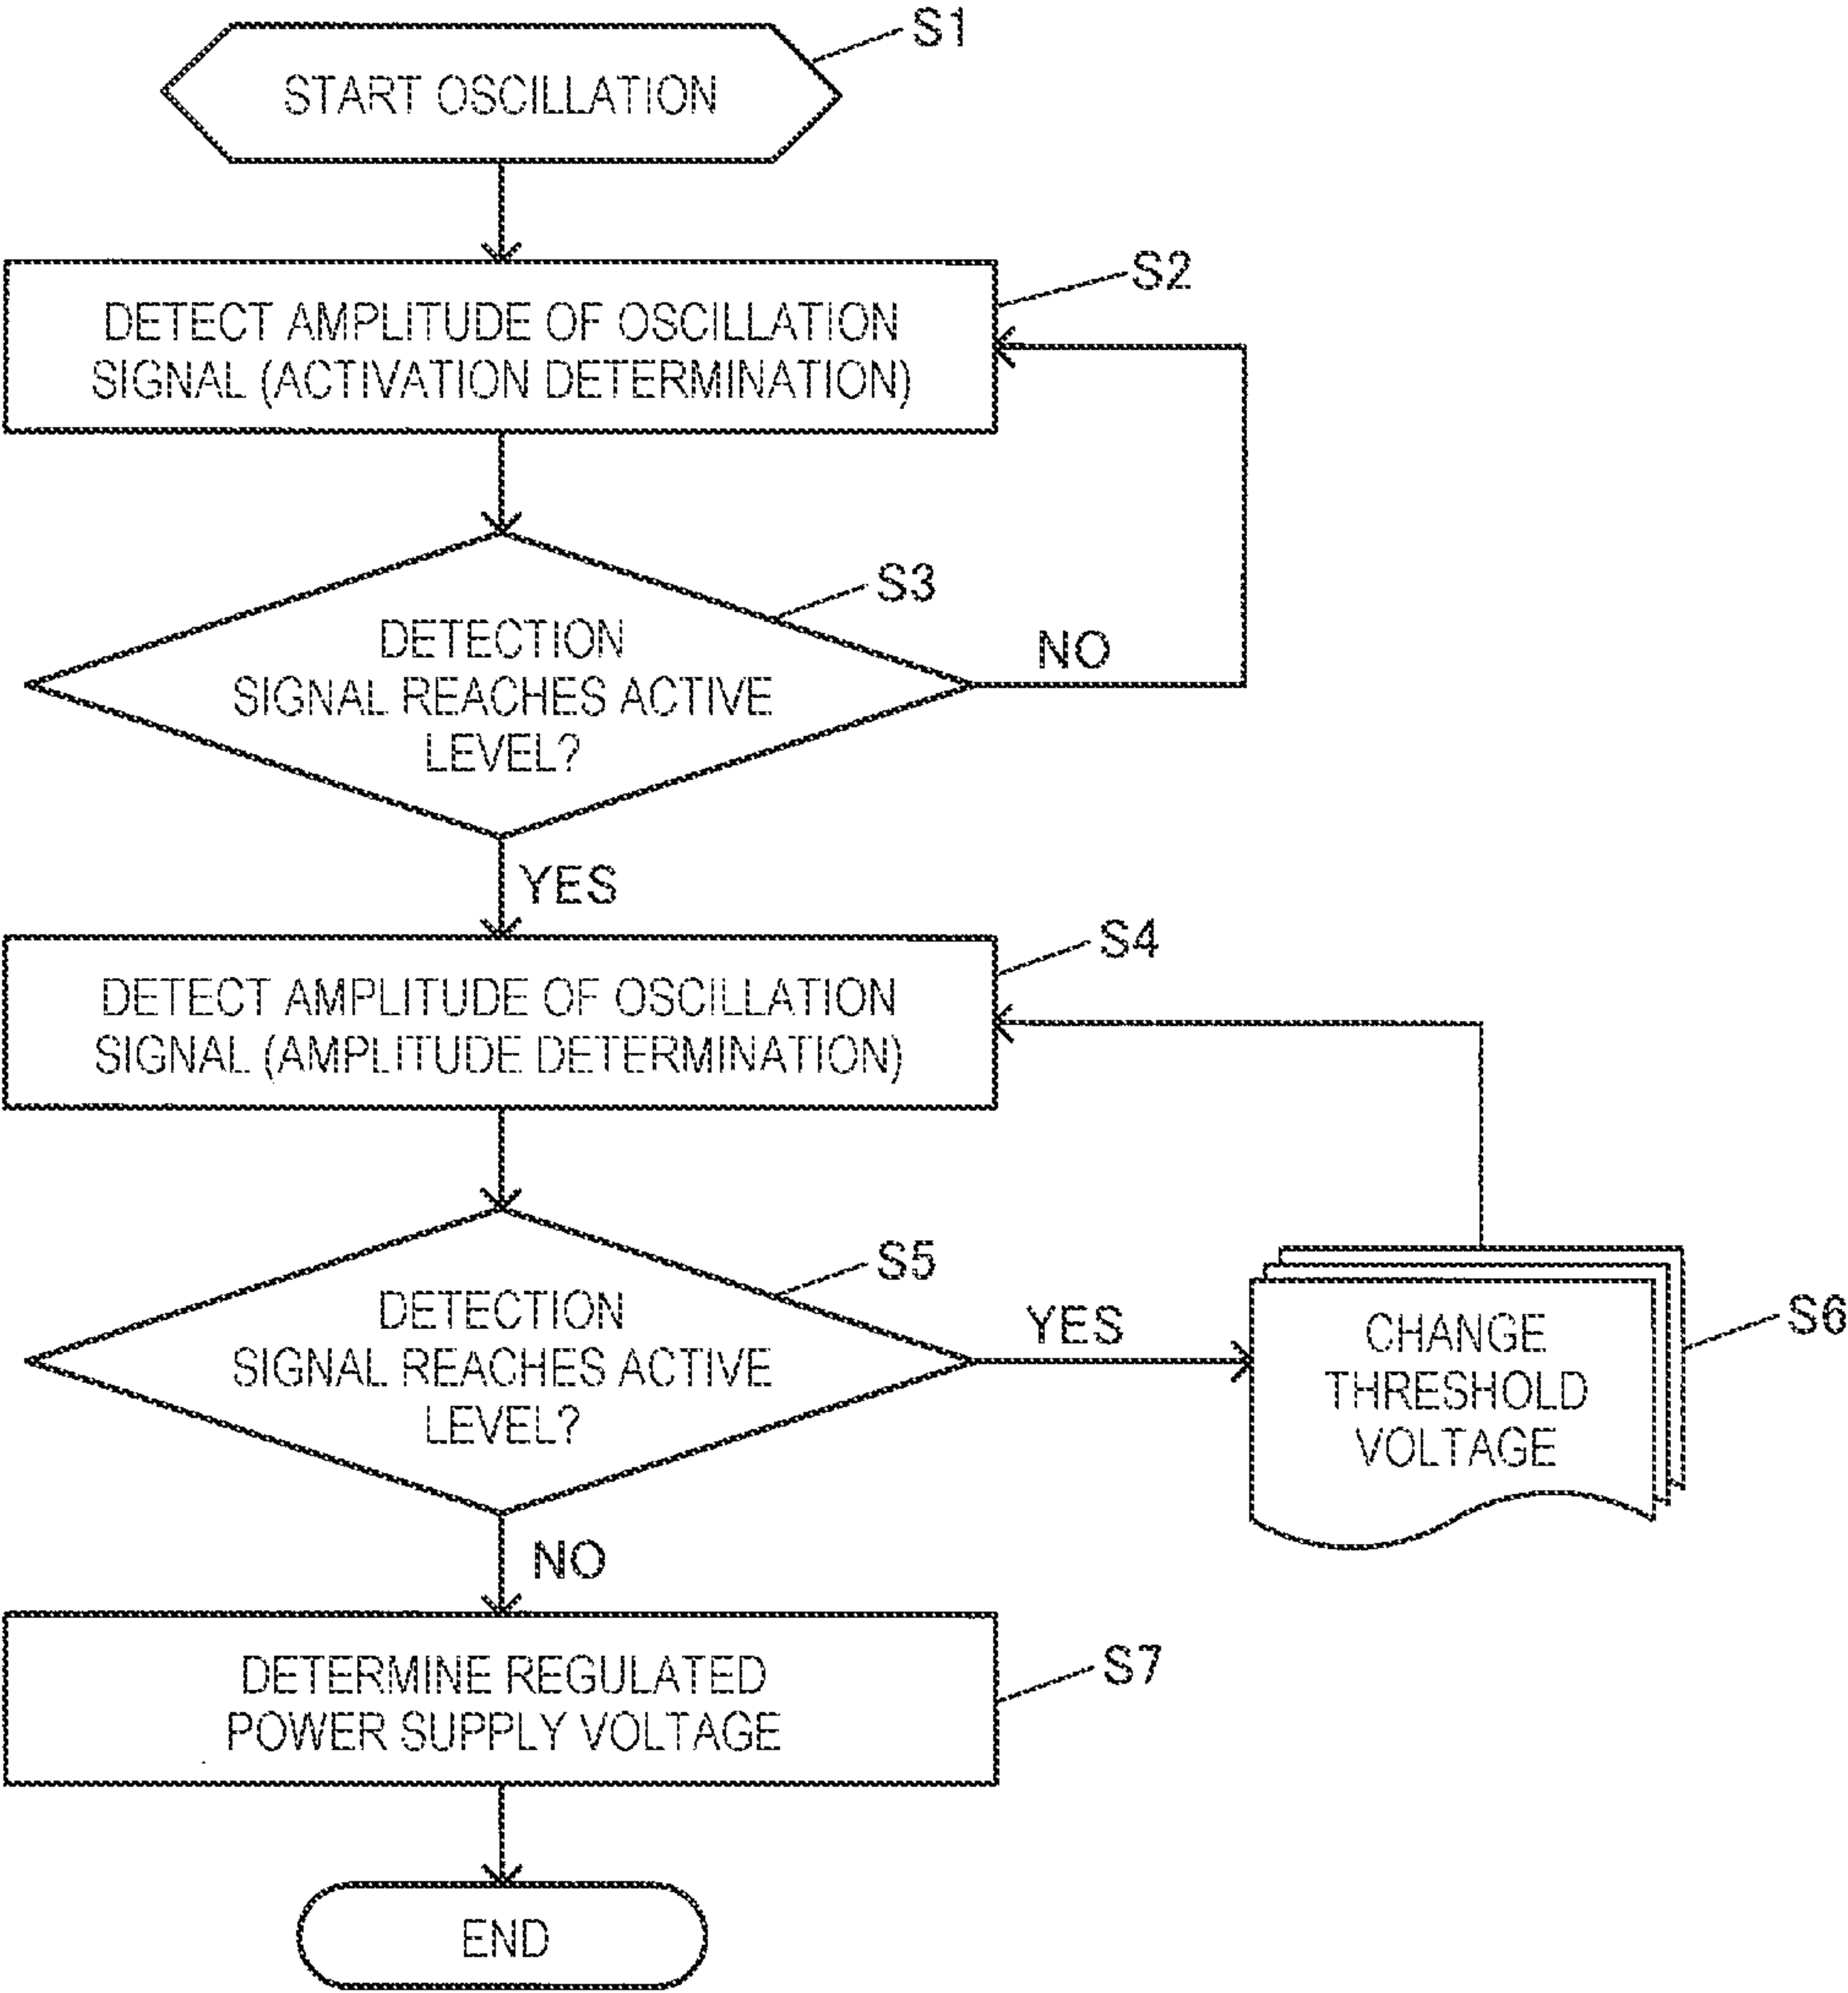 S1
START OSCILLATION
S2
DETECT AMPLITUDE OF OSCILLATION
SIGNAL (ACTIVATION DETERMINATION)
S3
DETECTION
SIGNAL REACHES ACTIVE
LEVEL?
NO
YES
S4
DETECT AMPLITUDE OF OSCILLATION
SIGNAL (AMPLITUDE DETERMINATION)
S5
DETECTION
SIGNAL REACHES ACTIVE
LEVEL?
YES
S6
CHANGE
THRESHOLD
VOLTAGE
NO
S7
DETERMINE REGULATED
POWER SUPPLY VOLTAGE
END